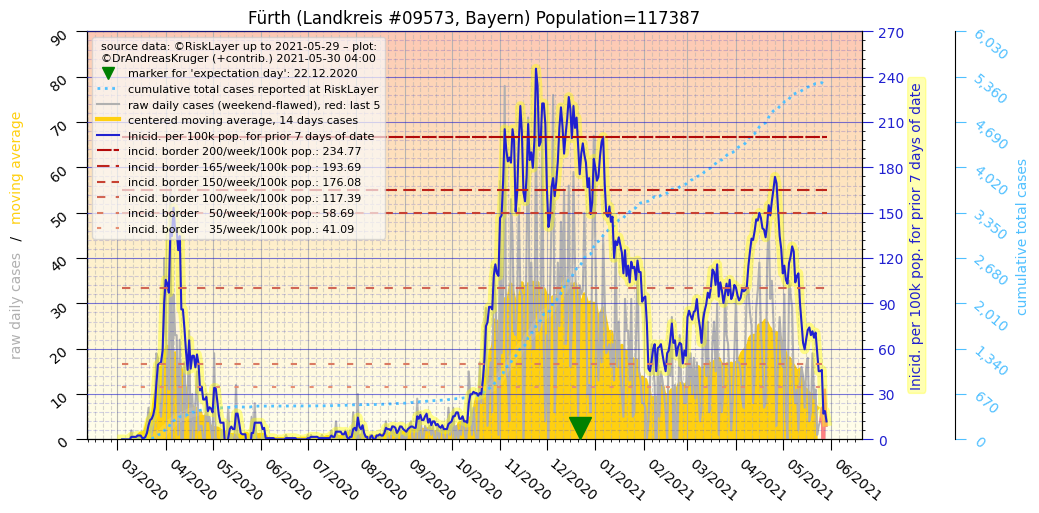 Fürth (Landkreis #09573, Bayern) Population=117387
source data: ©RiskLayer up to 2021-05-29 – plot:
©DrAndreasKruger (+contrib.) 2021-05-30 04:00
marker for 'expectation day': 22.12.2020
cumulative total cases reported at RiskLayer
raw daily cases (weekend-flawed), red: last 5
centered moving average, 14 days cases
Inicid. per 100k pop. for prior 7 days of date
incid. border 200/week/100k pop.: 234.77
incid. border 165/week/100k pop.: 193.69
incid. border 150/week/100k pop.: 176.08
incid. border 100/week/100k pop.: 117.39
incid. border   50/week/100k pop.: 58.69
incid. border   35/week/100k pop.: 41.09
raw daily cases / moving average
90
80
70
60
50
40
30
20
10
0
03/2020
04/2020
05/2020
06/2020
07/2020
08/2020
09/2020
10/2020
11/2020
12/2020
01/2021
02/2021
03/2021
04/2021
05/2021
06/2021
270
240
210
180
150
120
90
60
30
0
Inicid. per 100k pop. for prior 7 days of date
6,030
5,360
4,690
4,020
3,350
2,680
2,010
1,340
670
0
cumulative total cases